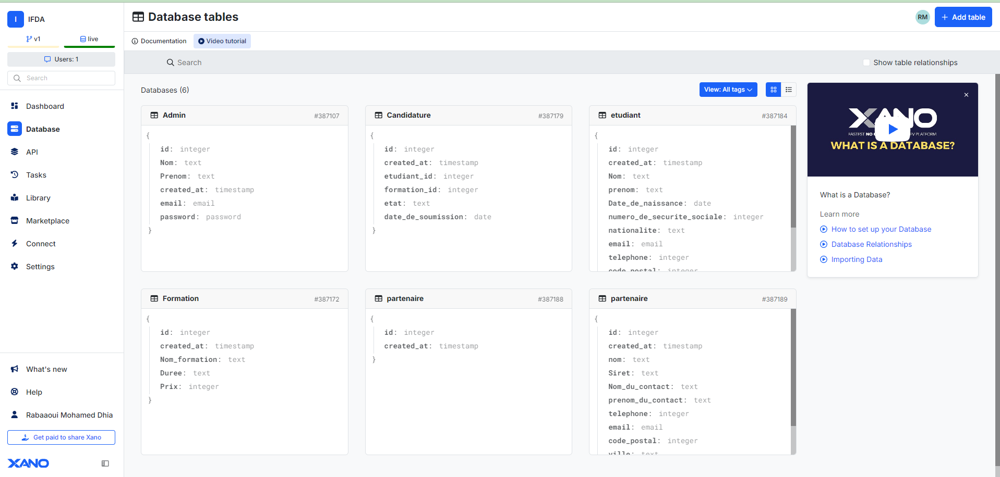 I IFDA
v1 live
Users: 1
Search
Dashboard
Database
API
Tasks
Library
Marketplace
Connect
Settings
What's new
Help
Rabaaoui Mohamed Dhia
Get paid to share Xano
XANO
Database tables
RM
+ Add table
Documentation Video tutorial
Search
Show table relationships
Databases (6)
View: All tags
Admin #387107
{
id: integer
Nom: text
Prenom: text
created_at: timestamp
email: email
password: password
}
Candidature #387179
{
id: integer
created_at: timestamp
etudiant_id: integer
formation_id: integer
etat: text
date_de_soumission: date
}
etudiant #387184
{
id: integer
created_at: timestamp
Nom: text
prenom: text
Date_de_naissance: date
numero_de_securite_sociale: integer
nationalite: text
email: email
telephone: integer
code_postal: integer
Formation #387172
{
id: integer
created_at: timestamp
Nom_formation: text
Duree: text
Prix: integer
}
partenaire #387188
{
id: integer
created_at: timestamp
}
partenaire #387189
{
id: integer
created_at: timestamp
nom: text
Siret: text
Nom_du_contact: text
prenom_du_contact: text
telephone: integer
email: email
code_postal: integer
ville: text
XANO
FASTEST NO EV PLATFORM
WHAT IS A DATABASE?
What is a Database?
Learn more
How to set up your Database
Database Relationships
Importing Data